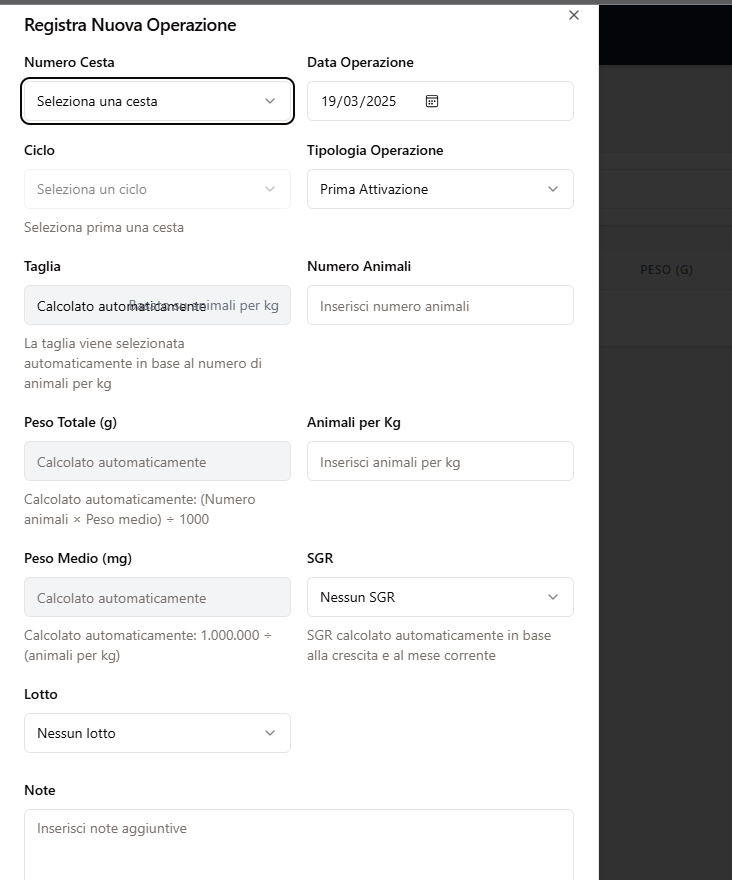 Registra Nuova Operazione
Numero Cesta
Data Operazione
Seleziona una cesta
19/03/2025
Ciclo
Tipologia Operazione
Seleziona un ciclo
Prima Attivazione
Seleziona prima una cesta
Taglia
Numero Animali
Calcolato automaticamente
Basato su animali per kg
Inserisci numero animali
La taglia viene selezionata
automaticamente in base al numero di
animali per kg
Peso Totale (g)
Animali per Kg
Calcolato automaticamente
Inserisci animali per kg
Calcolato automaticamente: (Numero
animali × Peso medio) ÷ 1000
Peso Medio (mg)
SGR
Calcolato automaticamente
Nessun SGR
Calcolato automaticamente: 1.000.000 ÷
(animali per kg)
SGR calcolato automaticamente in base
alla crescita e al mese corrente
Lotto
Nessun lotto
Note
Inserisci note aggiuntive
PESO (G)